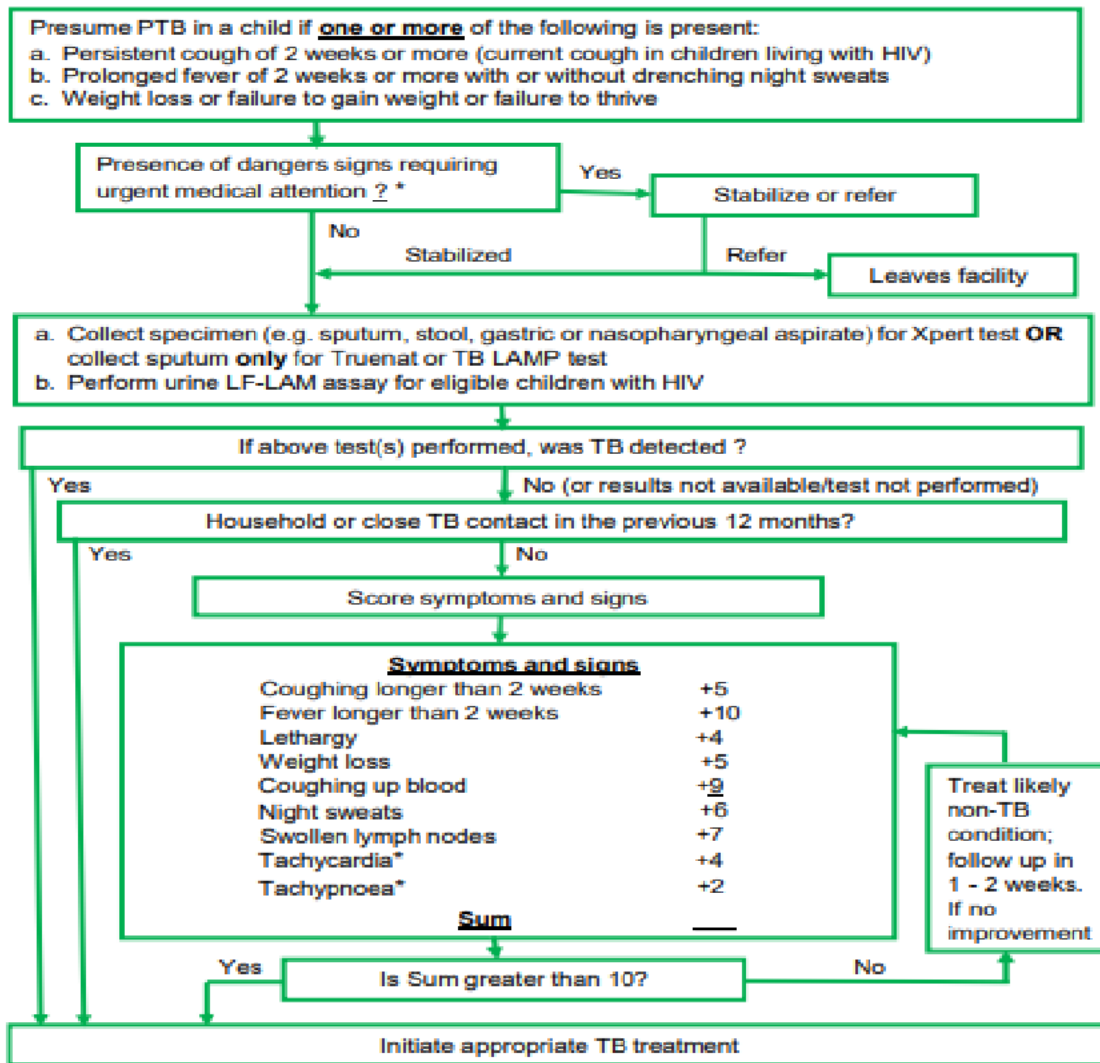 Presume PTB in a child if one or more of the following is present:
a. Persistent cough of 2 weeks or more (current cough in children living with HIV)
b. Prolonged fever of 2 weeks or more with or without drenching night sweats
c. Weight loss or failure to gain weight or failure to thrive
Presence of dangers signs requiring
urgent medical attention ? *
Yes
Stabilize or refer
No
Stabilized
Refer
Leaves facility
a. Collect specimen (e.g. sputum, stool, gastric or nasopharyngeal aspirate) for Xpert test OR
collect sputum only for Truenat or TB LAMP test
b. Perform urine LF-LAM assay for eligible children with HIV
If above test(s) performed, was TB detected ?
Yes
No (or results not available/test not performed)
Household or close TB contact in the previous 12 months?
Yes
No
Score symptoms and signs
Symptoms and signs
Coughing longer than 2 weeks +5
Fever longer than 2 weeks +10
Lethargy +4
Weight loss +5
Coughing up blood +9
Night sweats +6
Swollen lymph nodes +7
Tachycardia* +4
Tachypnoea* +2
Sum
Treat likely
non-TB
condition;
follow up in
1 - 2 weeks.
If no
improvement
Yes
Is Sum greater than 10?
No
Initiate appropriate TB treatment